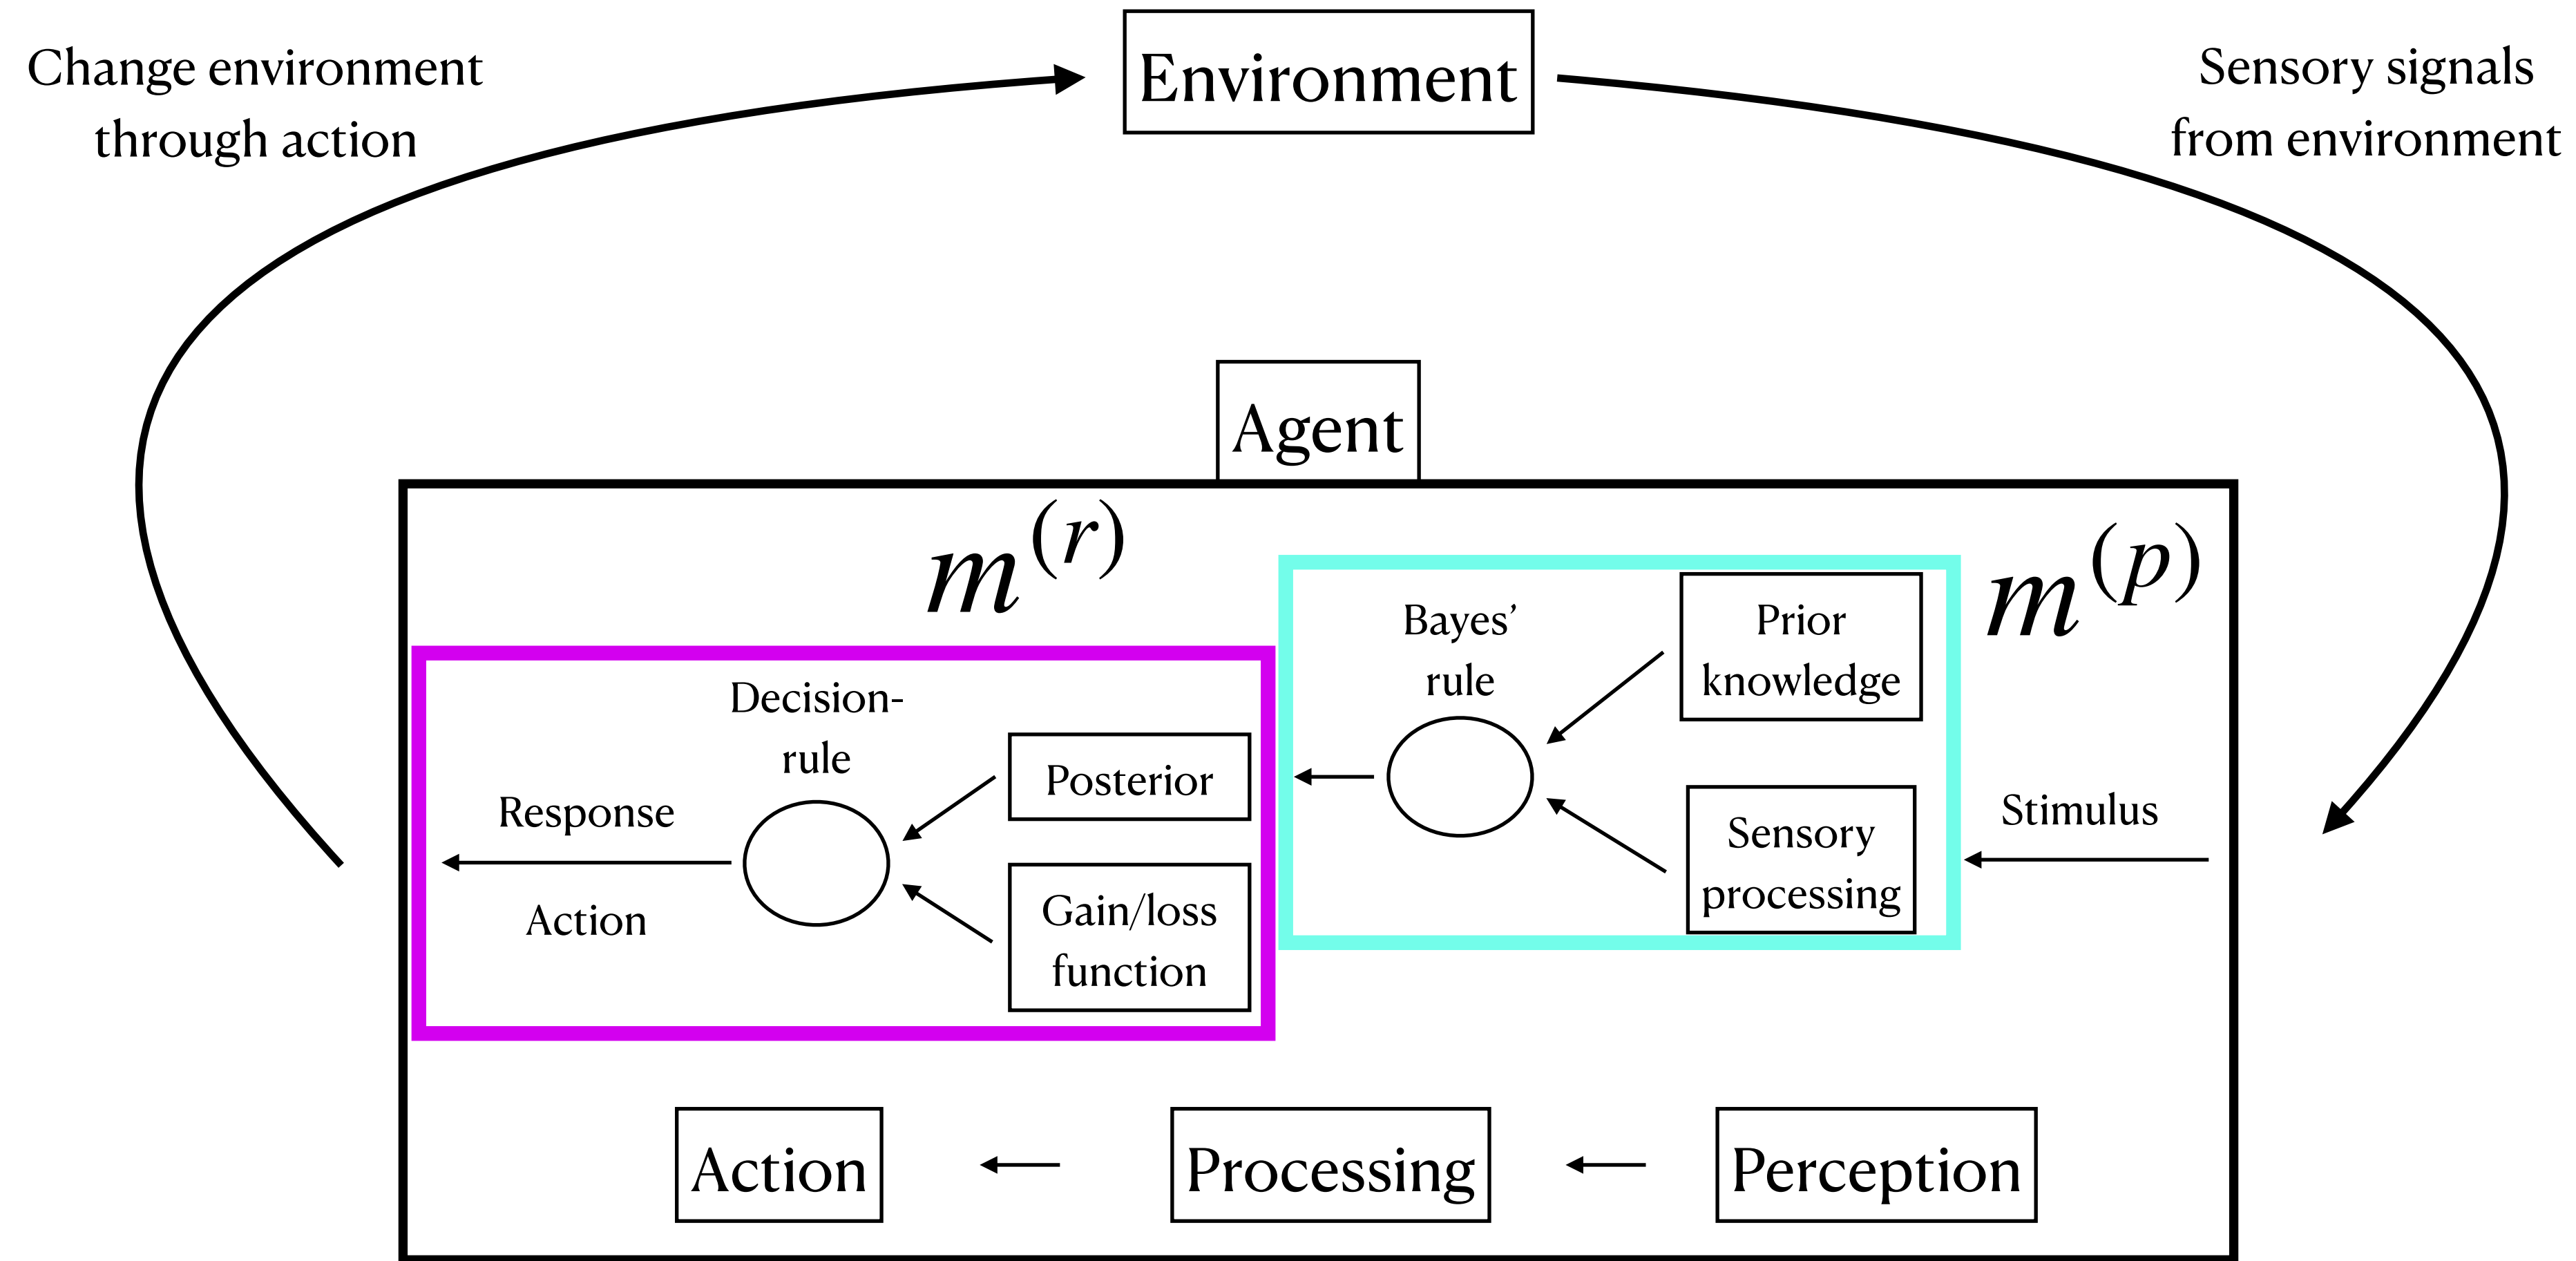 Change environment
through action
Environment
Sensory signals
from environment
Agent
m^(r)
m^(p)
Decision-
rule
Response
Action
Posterior
Gain/loss
function
Bayes’
rule
Prior
knowledge
Sensory
processing
Stimulus
Action
Processing
Perception